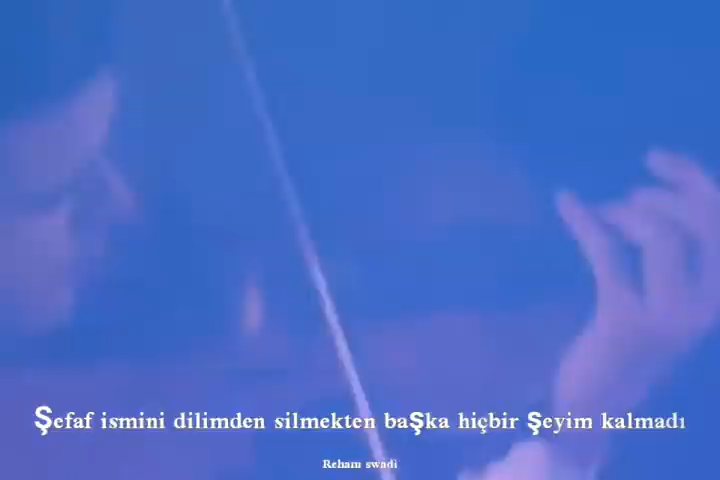 Şefaf ismini dilimden silmekten başka hiçbir şeyim kalmadı
Reham swadi